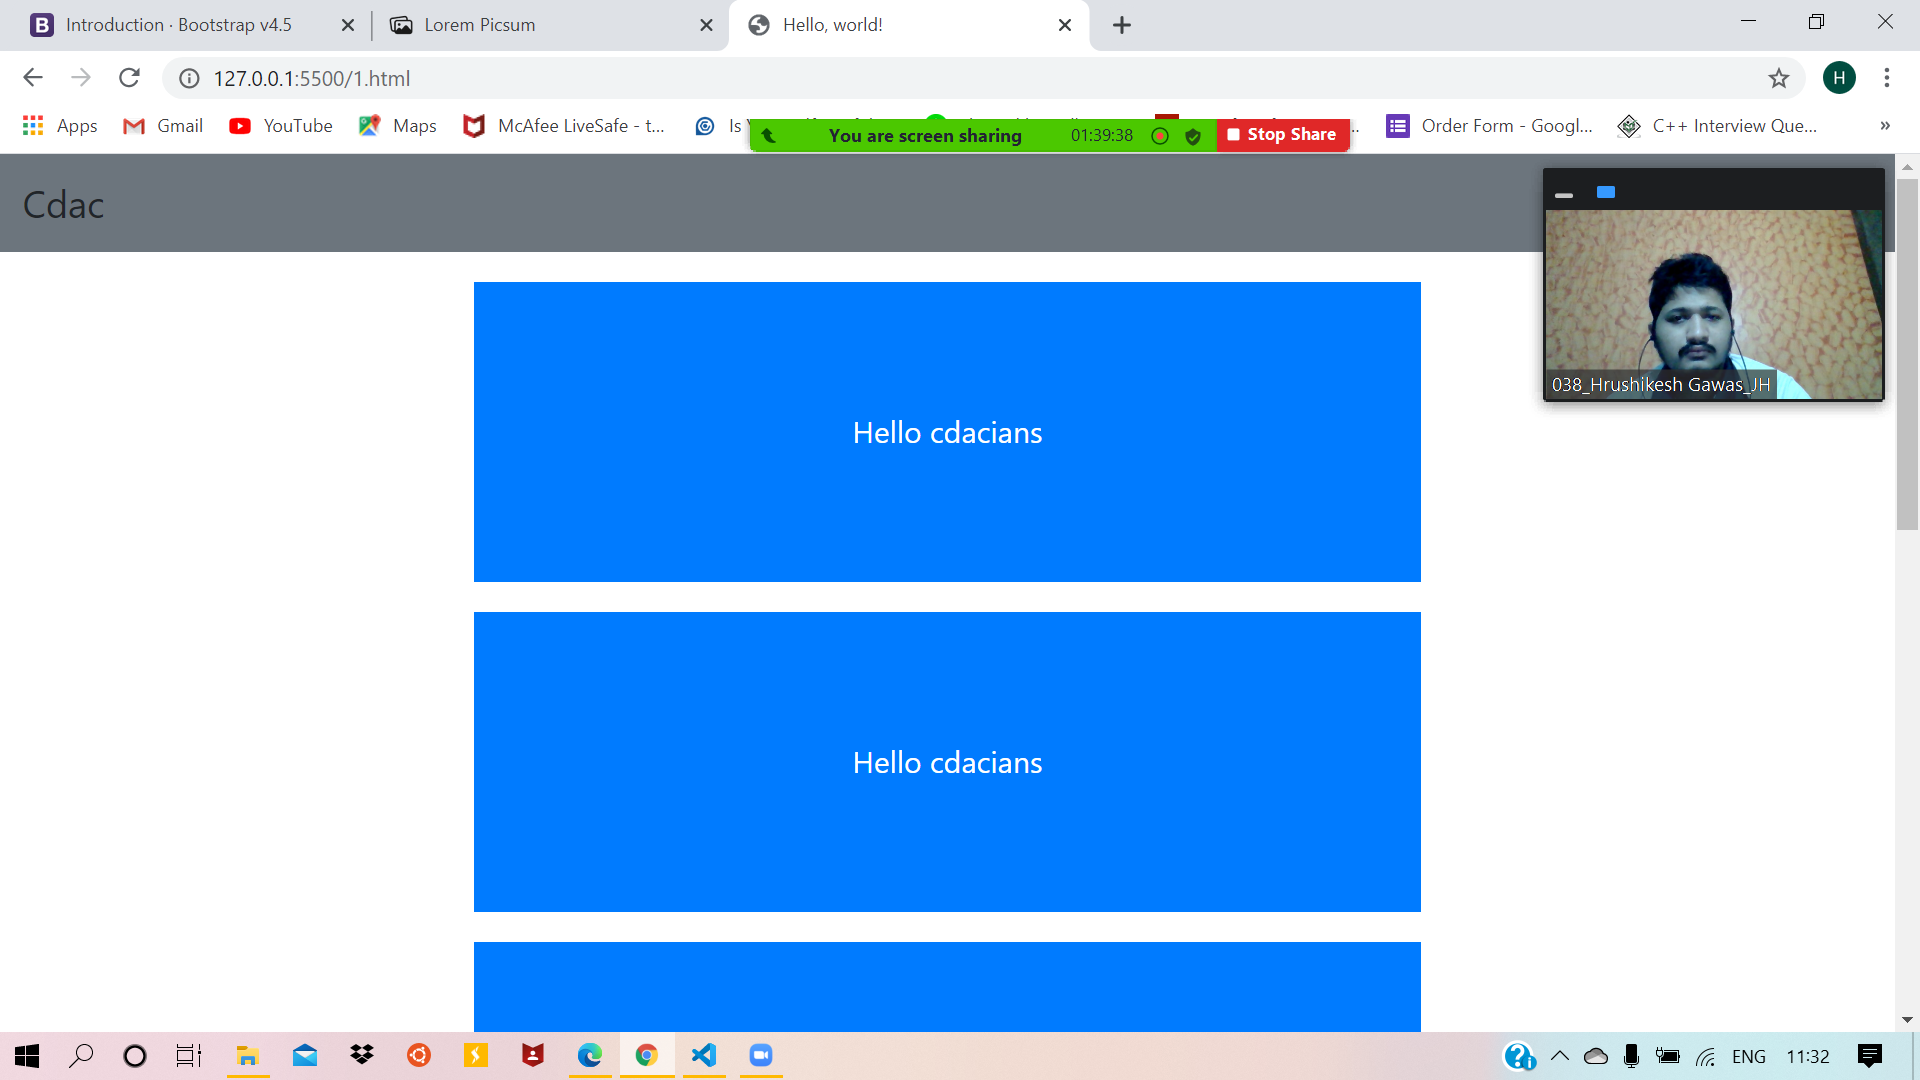 Introduction · Bootstrap v4.5
Lorem Picsum
Hello, world!
127.0.0.1:5500/1.html
H
Apps
Gmail
YouTube
Maps
McAfee LiveSafe - t...
Is
Order Form - Googl...
C++ Interview Que...
»
You are screen sharing
01:39:38
Stop Share
Cdac
038_Hrushikesh Gawas_JH
Hello cdacians
Hello cdacians
ENG
11:32